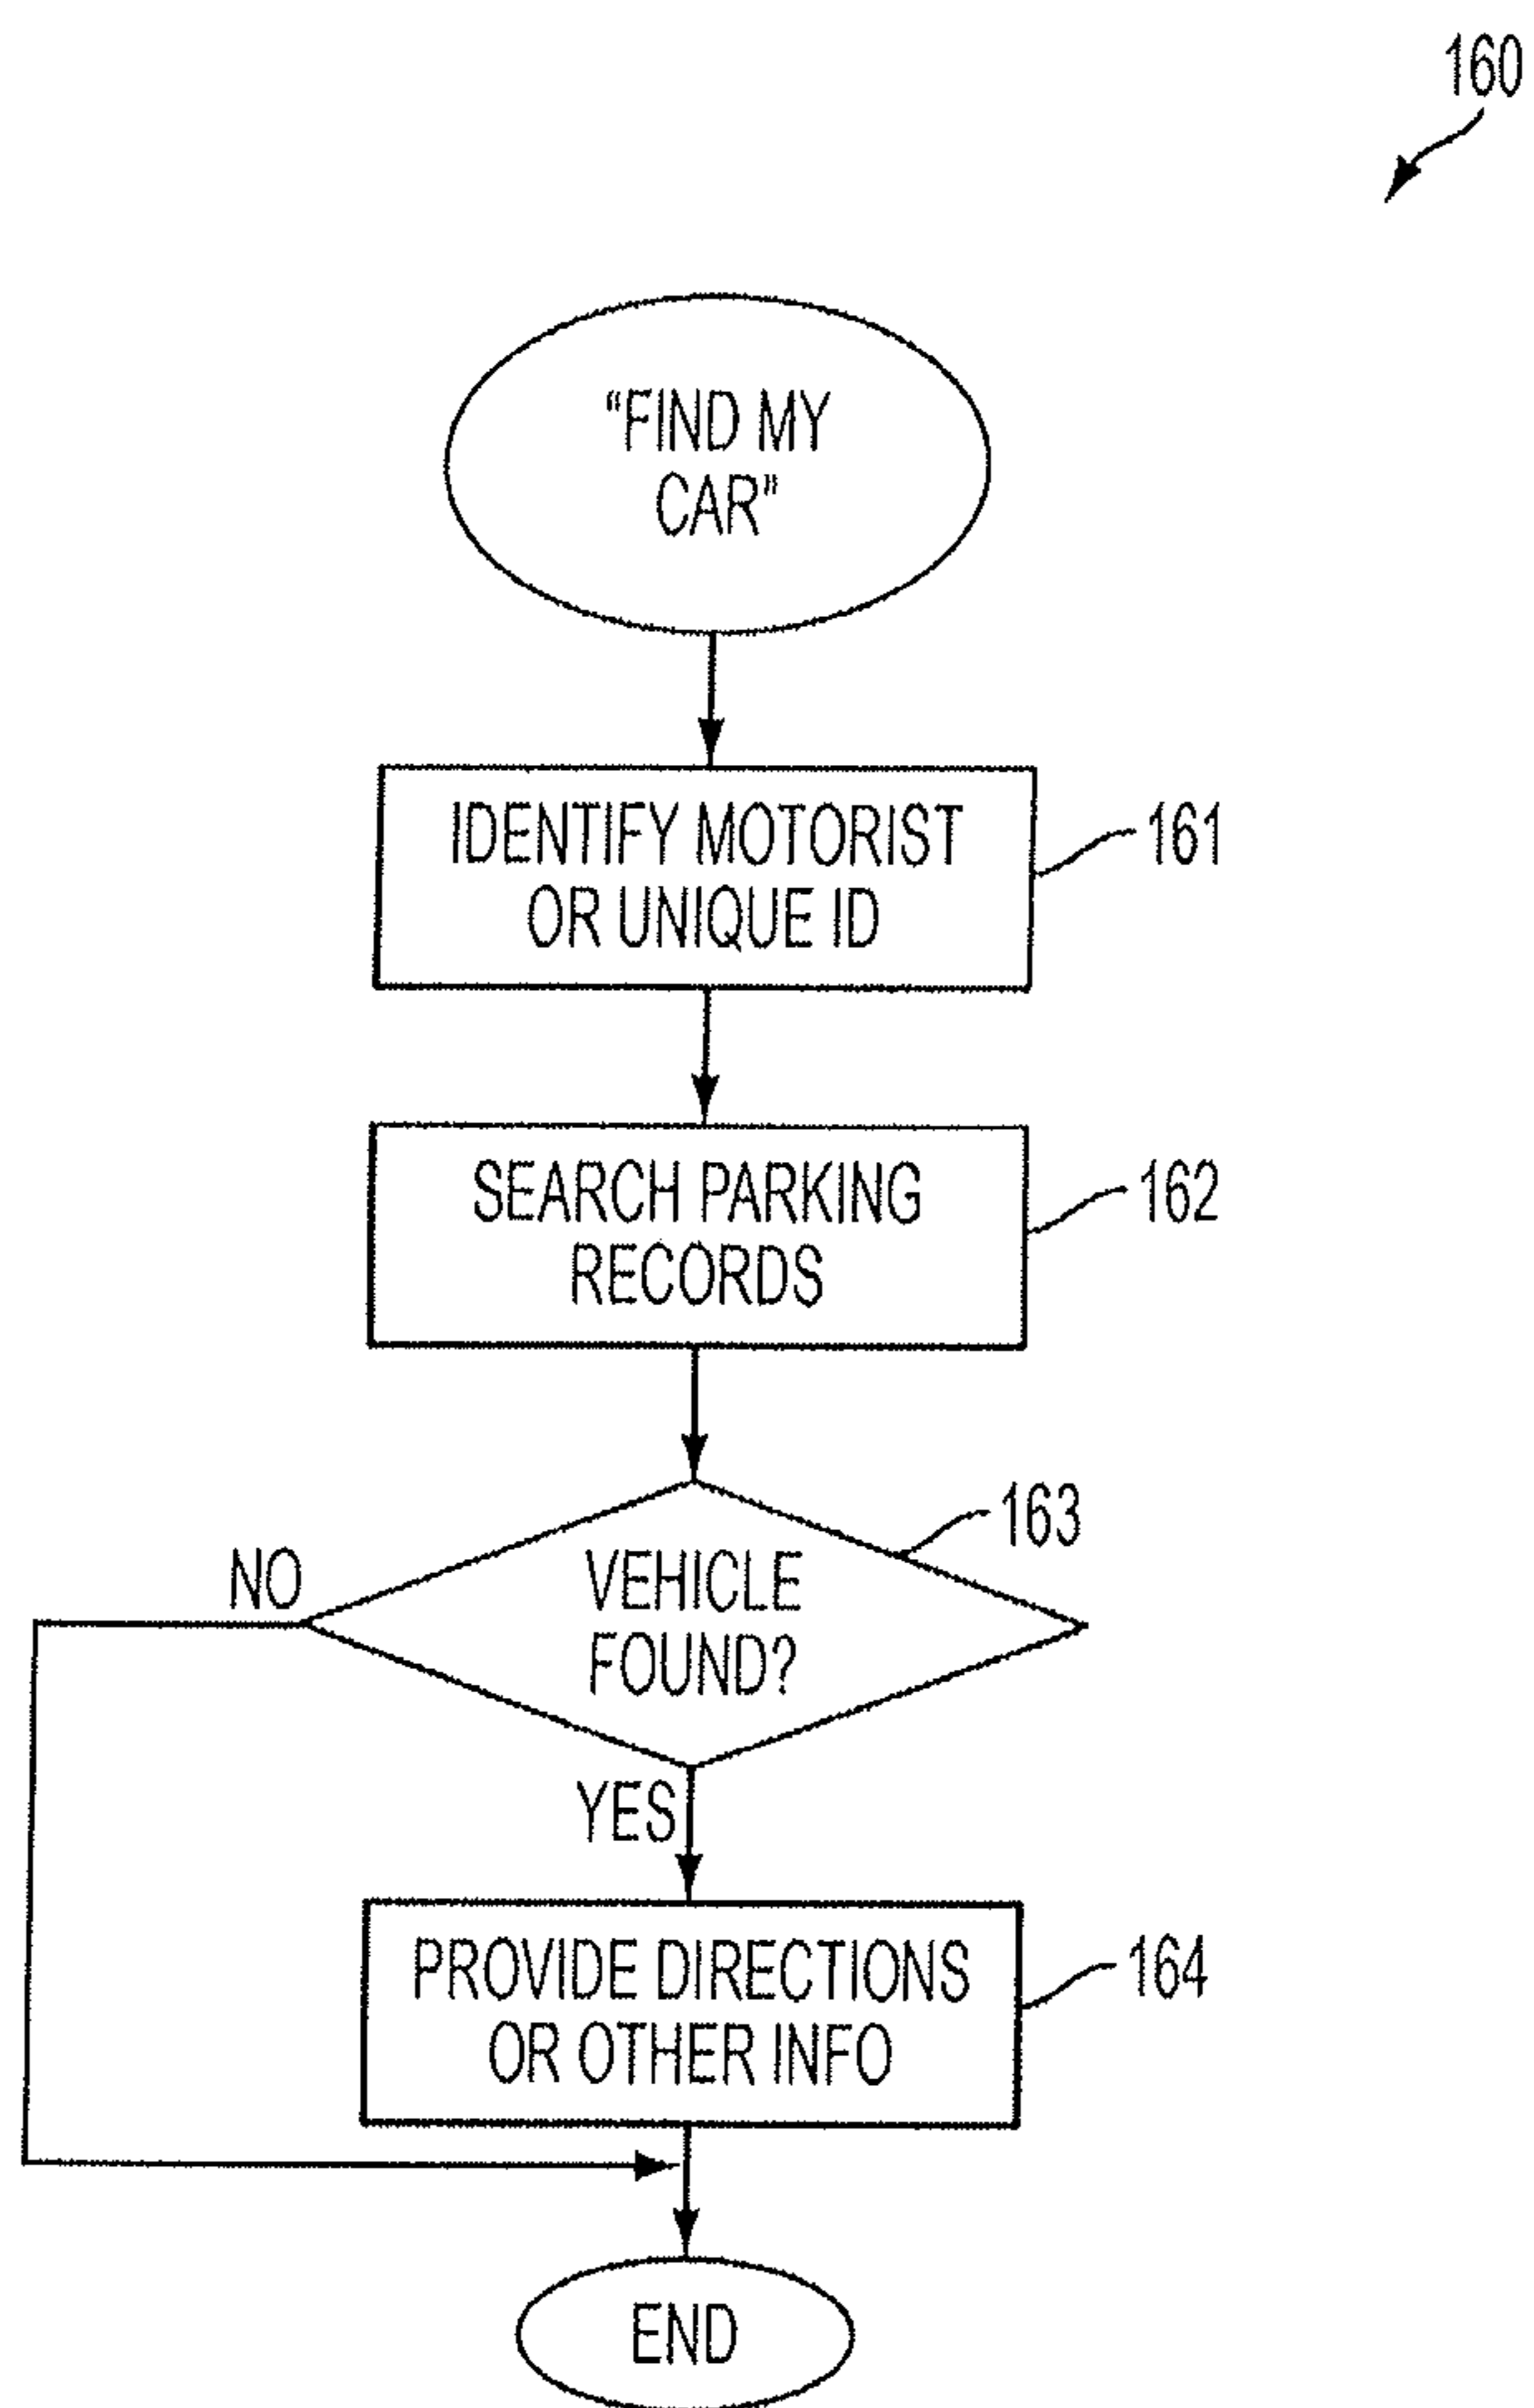 160
“FIND MY
CAR”
IDENTIFY MOTORIST
OR UNIQUE ID
161
SEARCH PARKING
RECORDS
162
163
NO
VEHICLE
FOUND?
YES
PROVIDE DIRECTIONS
OR OTHER INFO
164
END